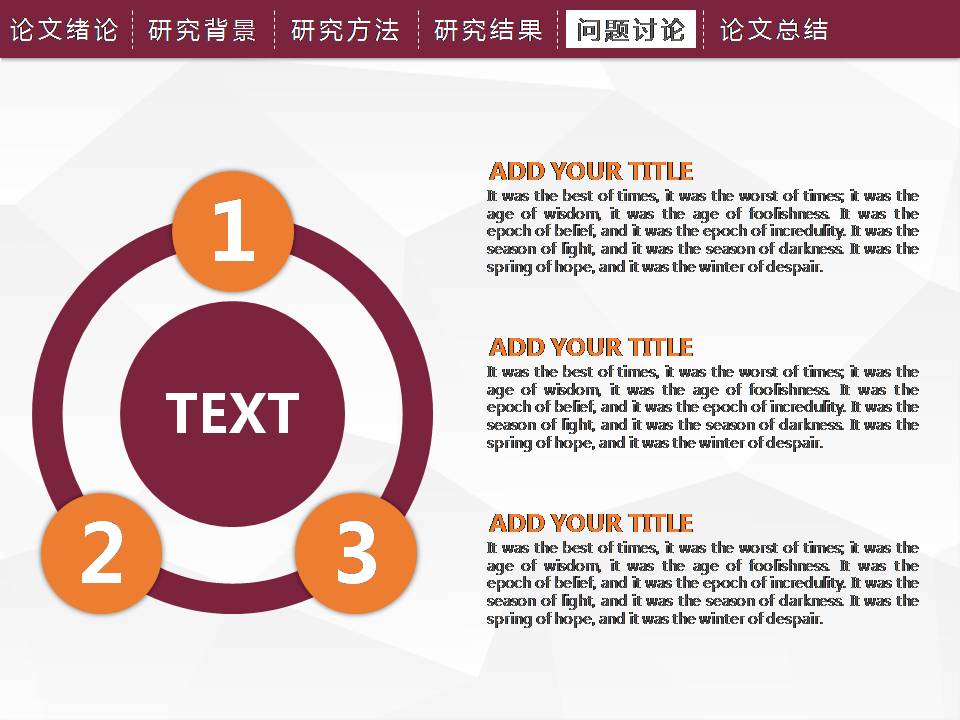 论文绪论 研究背景 研究方法 研究结果 问题讨论 论文总结
1
TEXT
2
3
ADD YOUR TITLE
It was the best of times, it was the worst of times; it was the
age of wisdom, it was the age of foolishness. It was the
epoch of belief, and it was the epoch of incredulity. It was the
season of light, and it was the season of darkness. It was the
spring of hope, and it was the winter of despair.
ADD YOUR TITLE
It was the best of times, it was the worst of times; it was the
age of wisdom, it was the age of foolishness. It was the
epoch of belief, and it was the epoch of incredulity. It was the
season of light, and it was the season of darkness. It was the
spring of hope, and it was the winter of despair.
ADD YOUR TITLE
It was the best of times, it was the worst of times; it was the
age of wisdom, it was the age of foolishness. It was the
epoch of belief, and it was the epoch of incredulity. It was the
season of light, and it was the season of darkness. It was the
spring of hope, and it was the winter of despair.